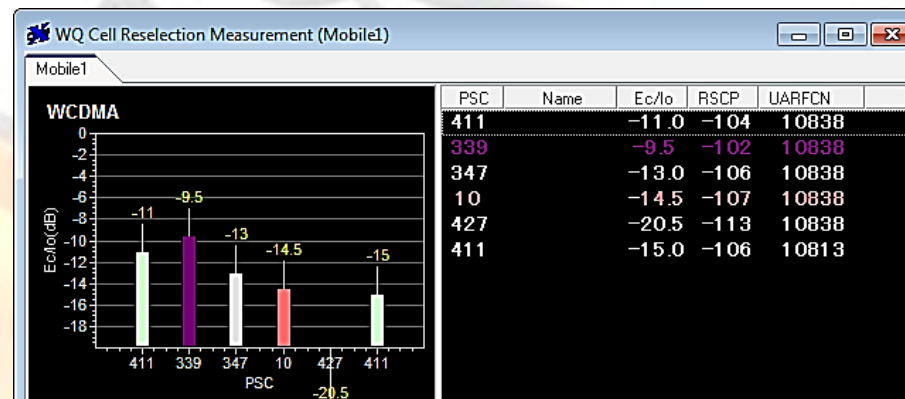 WQ Cell Reselection Measurement (Mobile1)
Mobile1
WCDMA
0
-2
-4
-6
-8
-10
-12
-14
-16
-18
Ec/Io(dB)
-11
-9.5
-13
-14.5
-15
-20.5
411 339 347 10 427 411
PSC
PSC Name Ec/Io RSCP UARFCN
411 -11.0 -104 10838
339 -9.5 -102 10838
347 -13.0 -106 10838
10 -14.5 -107 10838
427 -20.5 -113 10838
411 -15.0 -106 10813